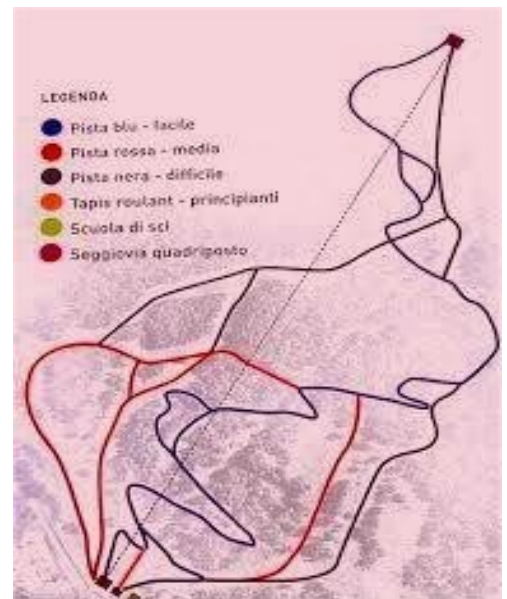 LEGENDA
Pista blu - facile
Pista rossa - media
Pista nera - difficile
Tapis roulant - principianti
Scuola di sci
Seggiovia quadriposto